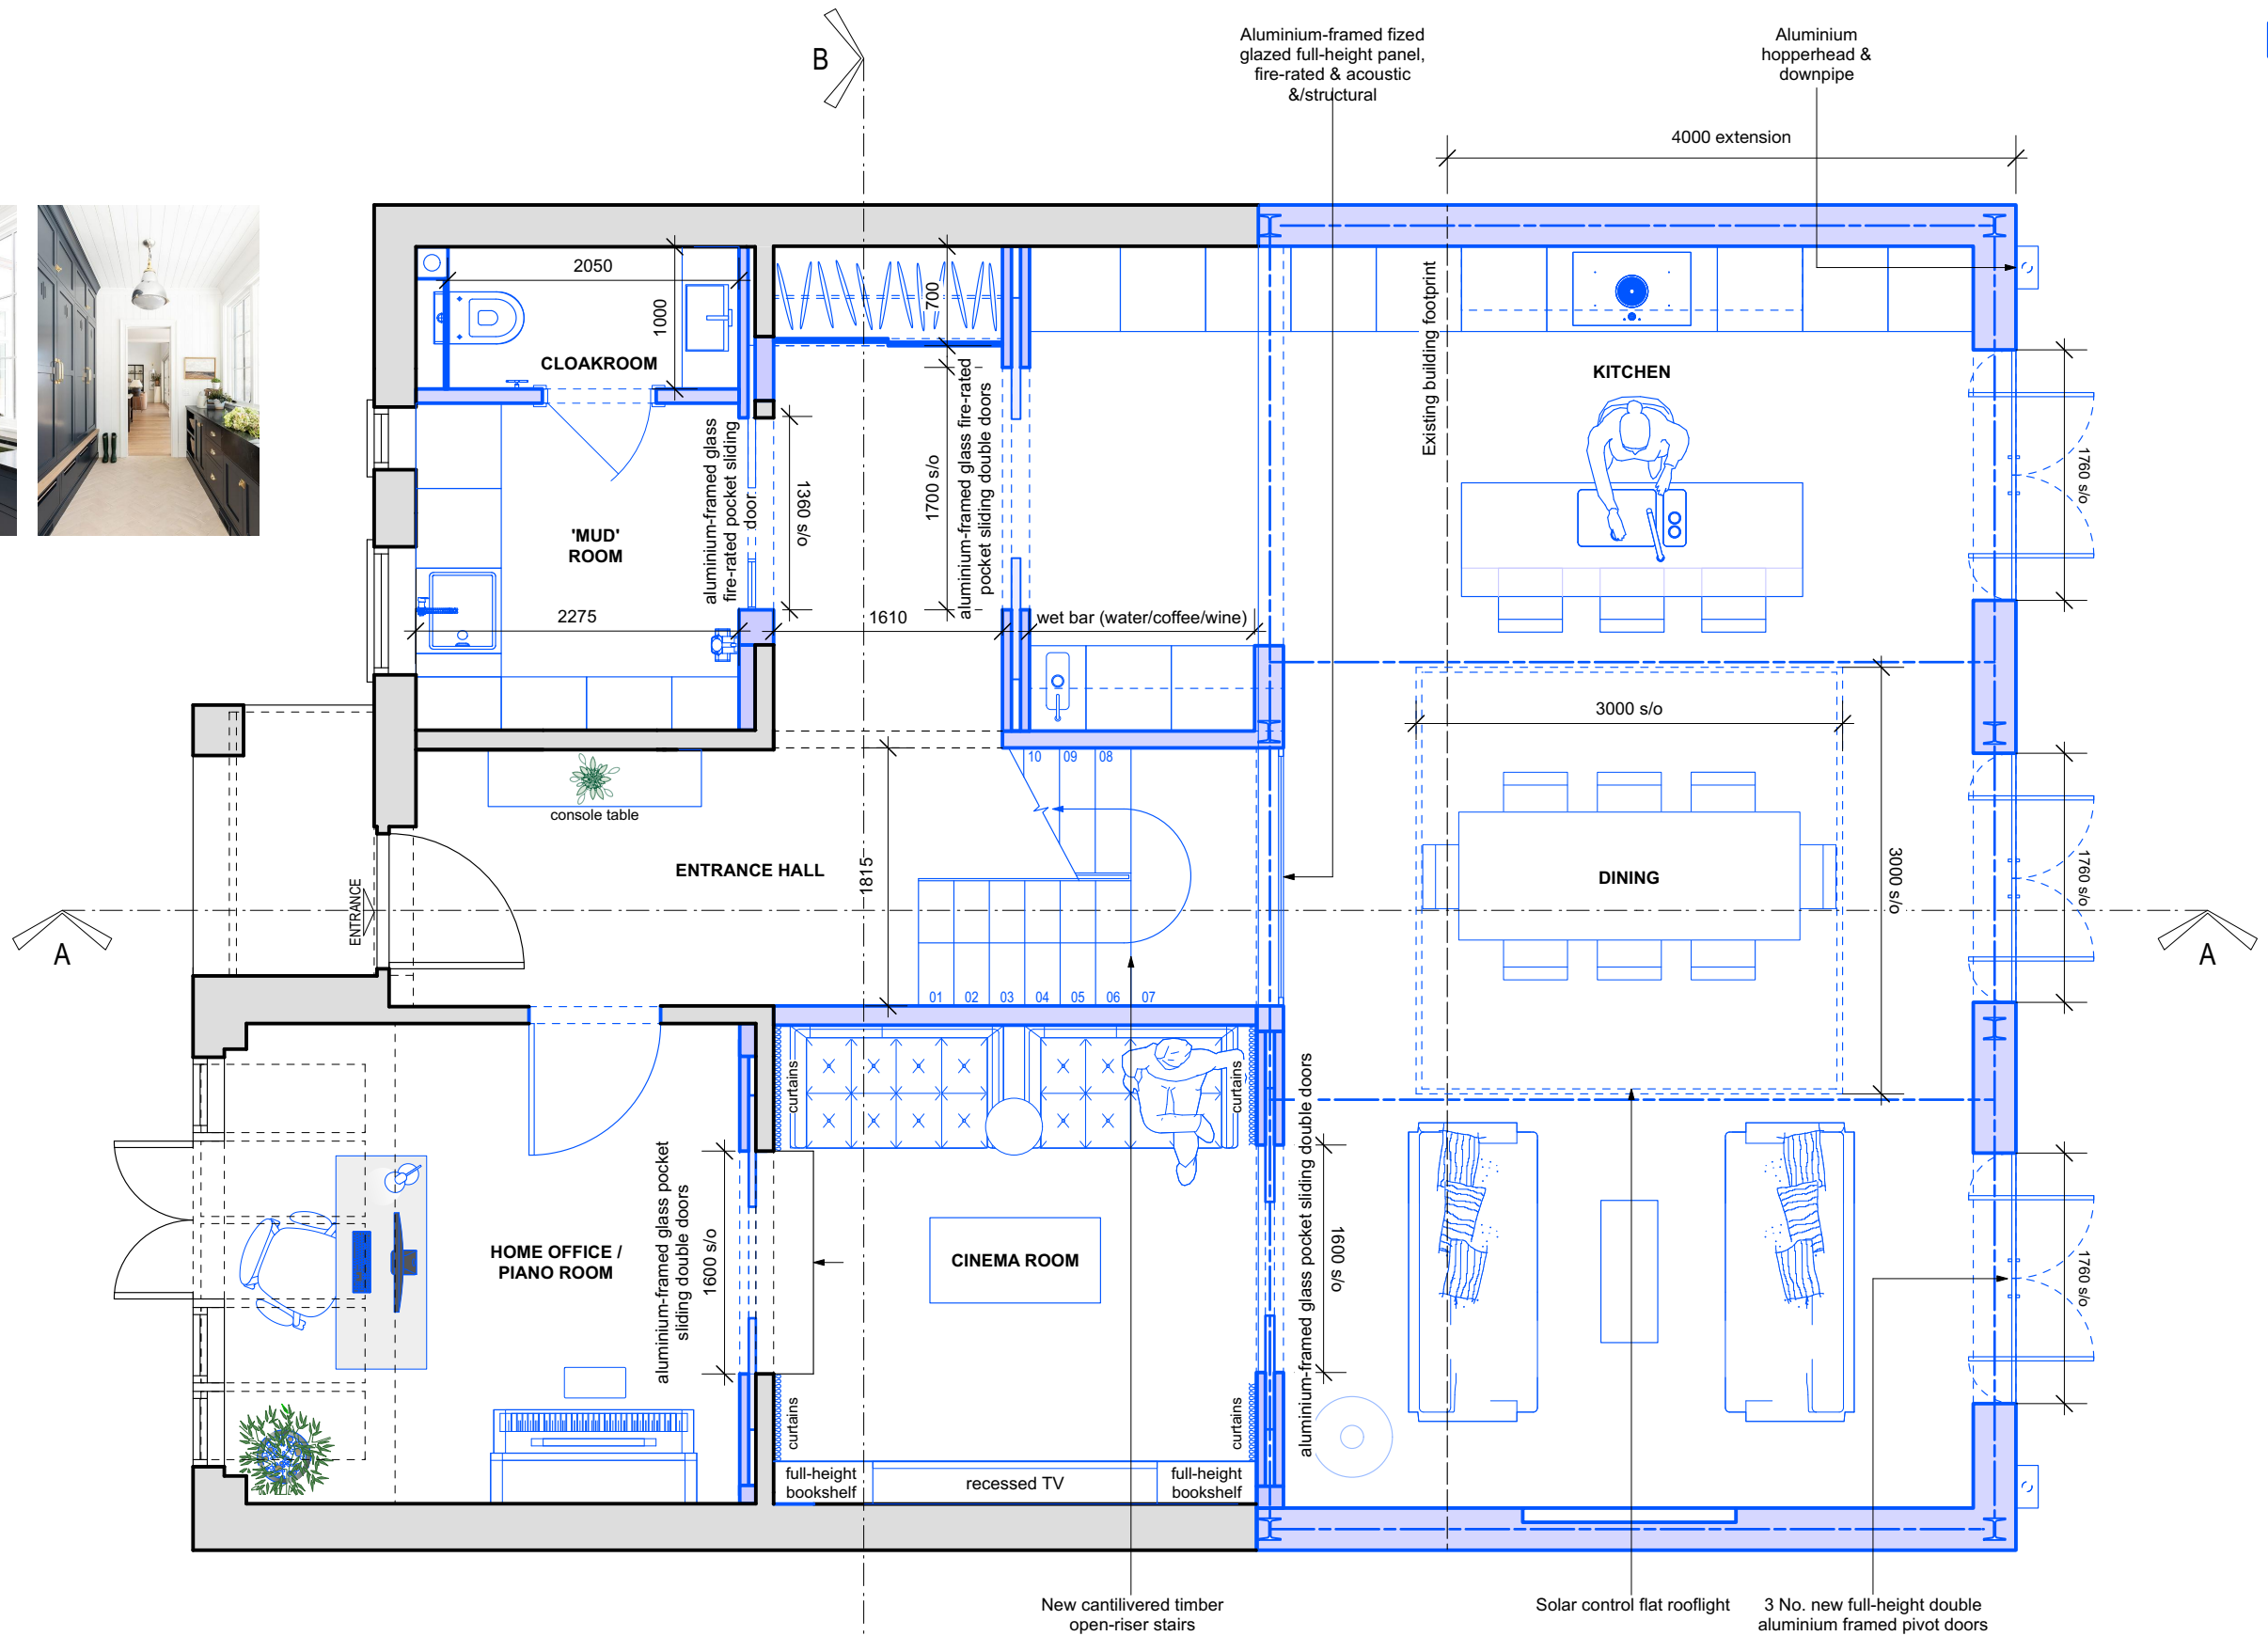 B
Aluminium-framed fized
glazed full-height panel,
fire-rated & acoustic
&/structural
Aluminium
hopperhead &
downpipe
4000 extension
2050
1000
CLOAKROOM
700
Existing building footprint
KITCHEN
aluminium-framed glass
fire-rated pocket sliding
door
1360 s/o
1700 s/o
aluminium-framed glass fire-rated
pocket sliding double doors
1760 s/o
'MUD'
ROOM
2275
1610
wet bar (water/coffee/wine)
3000 s/o
console table
10
09
08
ENTRANCE HALL
1815
ENTRANCE
DINING
3000 s/o
1760 s/o
A
A
01
02
03
04
05
06
07
curtains
curtains
aluminium-framed glass pocket
sliding double doors
1600 s/o
HOME OFFICE /
PIANO ROOM
CINEMA ROOM
aluminium-framed glass pocket sliding double doors
1600 s/o
1760 s/o
curtains
curtains
full-height
bookshelf
recessed TV
full-height
bookshelf
New cantilivered timber
open-riser stairs
Solar control flat rooflight
3 No. new full-height double
aluminium framed pivot doors